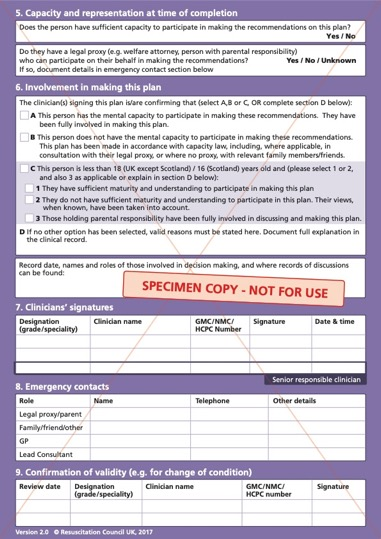 5. Capacity and representation at time of completion
Does the person have sufficient capacity to participate in making the recommendations on this plan?
Yes / No
Do they have a legal proxy (e.g. welfare attorney, person with parental responsibility)
who can participate on their behalf in making the recommendations? Yes / No / Unknown
If so, document details in emergency contact section below
6. Involvement in making this plan
The clinician(s) signing this plan is/are confirming that (select A,B or C, OR complete section D below):
A This person has the mental capacity to participate in making these recommendations. They have
been fully involved in making this plan.
B This person does not have the mental capacity to participate in making these recommendations.
This plan has been made in accordance with capacity law, including, where applicable, in
consultation with their legal proxy, or where no proxy, with relevant family members/friends.
C This person is less than 18 (UK except Scotland) / 16 (Scotland) years old and (please select 1 or 2,
and also 3 as applicable or explain in section D below):
1 They have sufficient maturity and understanding to participate in making this plan
2 They do not have sufficient maturity and understanding to participate in this plan. Their views,
when known, have been taken into account.
3 Those holding parental responsibility have been fully involved in discussing and making this plan.
D If no other option has been selected, valid reasons must be stated here. Document full explanation in
the clinical record.
Record date, names and roles of those involved in decision making, and where records of discussions
can be found:
SPECIMEN COPY - NOT FOR USE
7. Clinicians' signatures
Designation Clinician name GMC/NMC/ Signature Date & time
(grade/speciality) HCPC Number
Senior responsible clinician
8. Emergency contacts
Role Name Telephone Other details
Legal proxy/parent
Family/friend/other
GP
Lead Consultant
9. Confirmation of validity (e.g. for change of condition)
Review date Designation Clinician name GMC/NMC/ Signature
(grade/speciality) HCPC number
Version 2.0 © Resuscitation Council UK, 2017